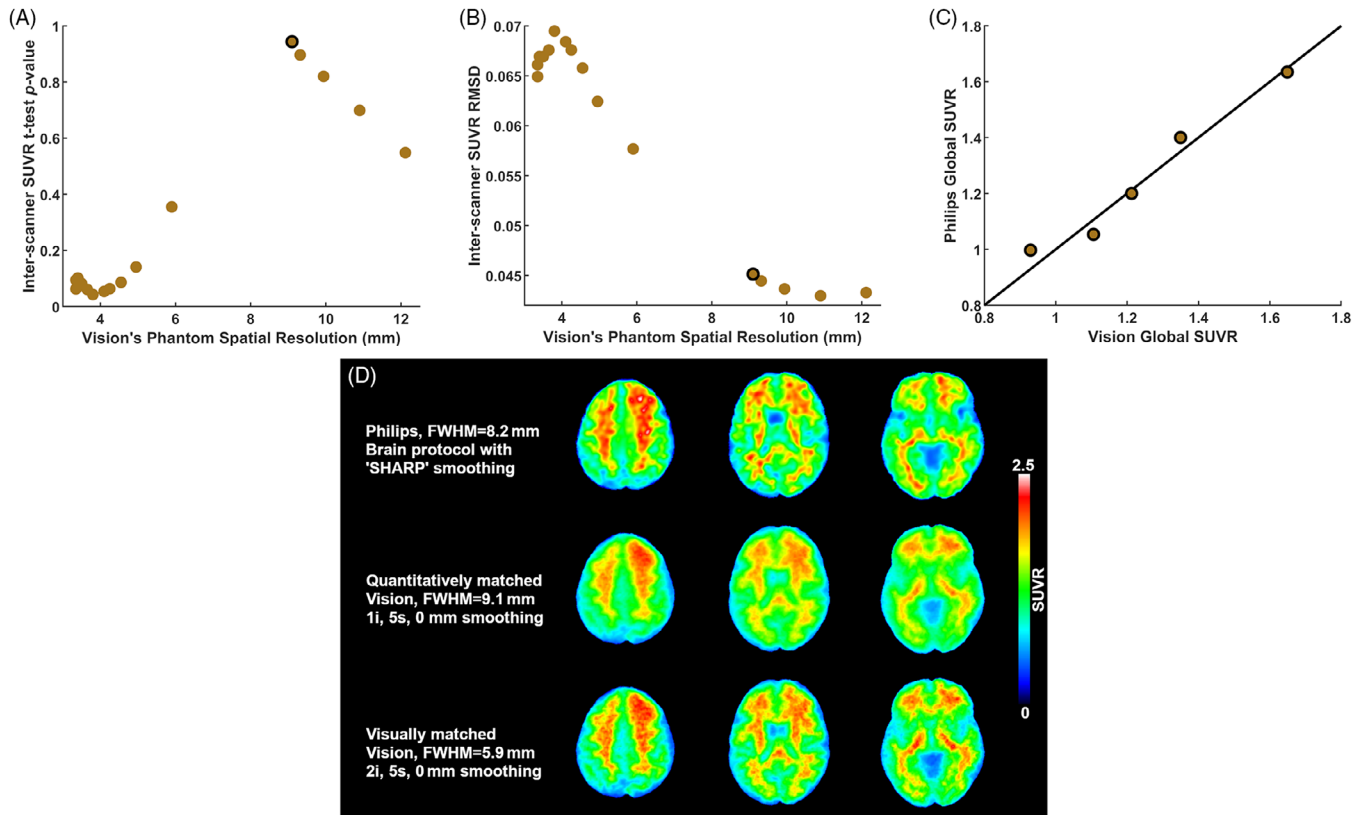 (A)
Inter-scanner SUVR t-test p-value
1
0.8
0.6
0.4
0.2
0
4 6 8 10 12
Vision's Phantom Spatial Resolution (mm)
(B)
Inter-scanner SUVR RMSD
0.07
0.065
0.06
0.055
0.05
0.045
4 6 8 10 12
Vision's Phantom Spatial Resolution (mm)
(C)
Philips Global SUVR
1.8
1.6
1.4
1.2
1
0.8
0.8 1 1.2 1.4 1.6 1.8
Vision Global SUVR
(D)
Philips, FWHM=8.2 mm
Brain protocol with
'SHARP' smoothing
Quantitatively matched
Vision, FWHM=9.1 mm
1i, 5s, 0 mm smoothing
Visually matched
Vision, FWHM=5.9 mm
2i, 5s, 0 mm smoothing
2.5
SUVR
0